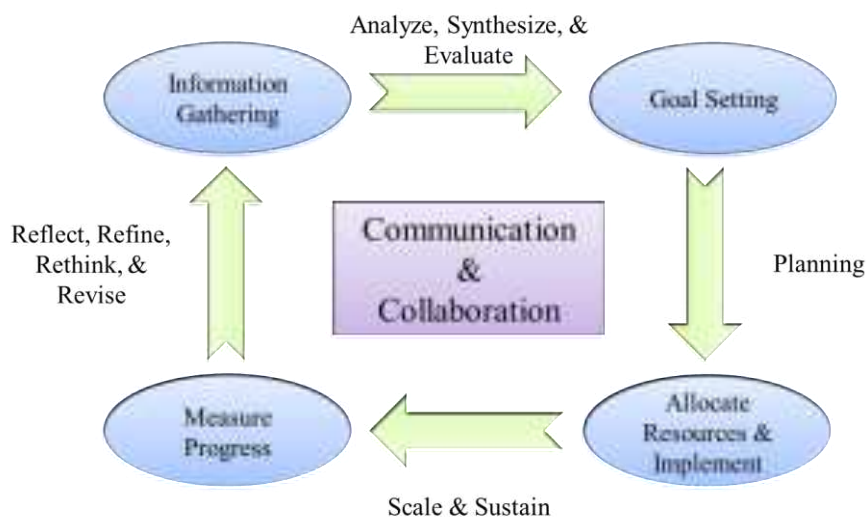 Analyze, Synthesize, &
Evaluate
Information
Gathering
Goal Setting
Reflect, Refine,
Rethink, &
Revise
Communication
&
Collaboration
Planning
Measure
Progress
Allocate
Resources &
Implement
Scale & Sustain